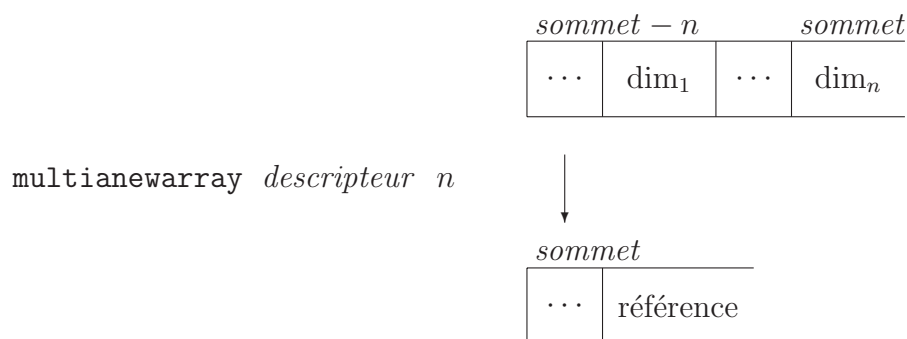 sommet − n sommet
⋯ dim₁ ⋯ dimₙ
multianewarray descripteur n
sommet
⋯ référence